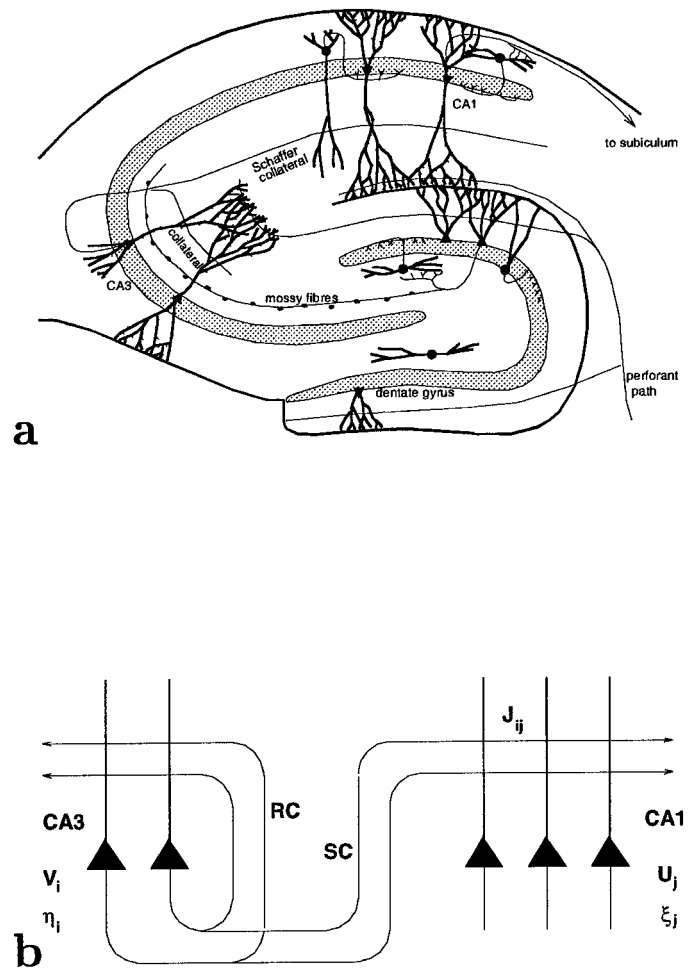 CA1
to subiculum
Schaffer
collateral
collateral
CA3
mossy fibres
perforant
path
dentate gyrus
a
J_ij
RC
CA3
CA1
SC
V_i
U_j
η_i
ξ_j
b